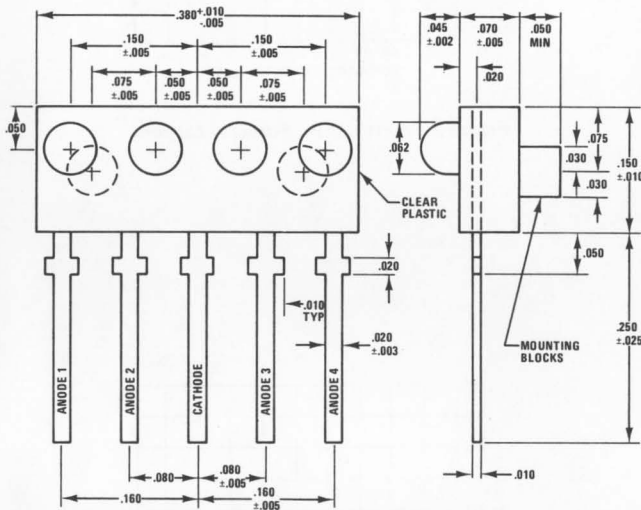 .380 +.010 -.005
.150 ±.005
.150 ±.005
.075 ±.005
.050 ±.005
.050 ±.005
.075 ±.005
.050
CLEAR PLASTIC
.020
.010 TYP
.020 ±.003
ANODE 1
ANODE 2
CATHODE
ANODE 3
ANODE 4
.080
.080 ±.005
.160
.160 ±.005
.045 ±.002
.070 ±.005
.050 MIN
.020
.062
.075
.030
.030
.150 ±.010
.050
.250 ±.025
MOUNTING BLOCKS
.010